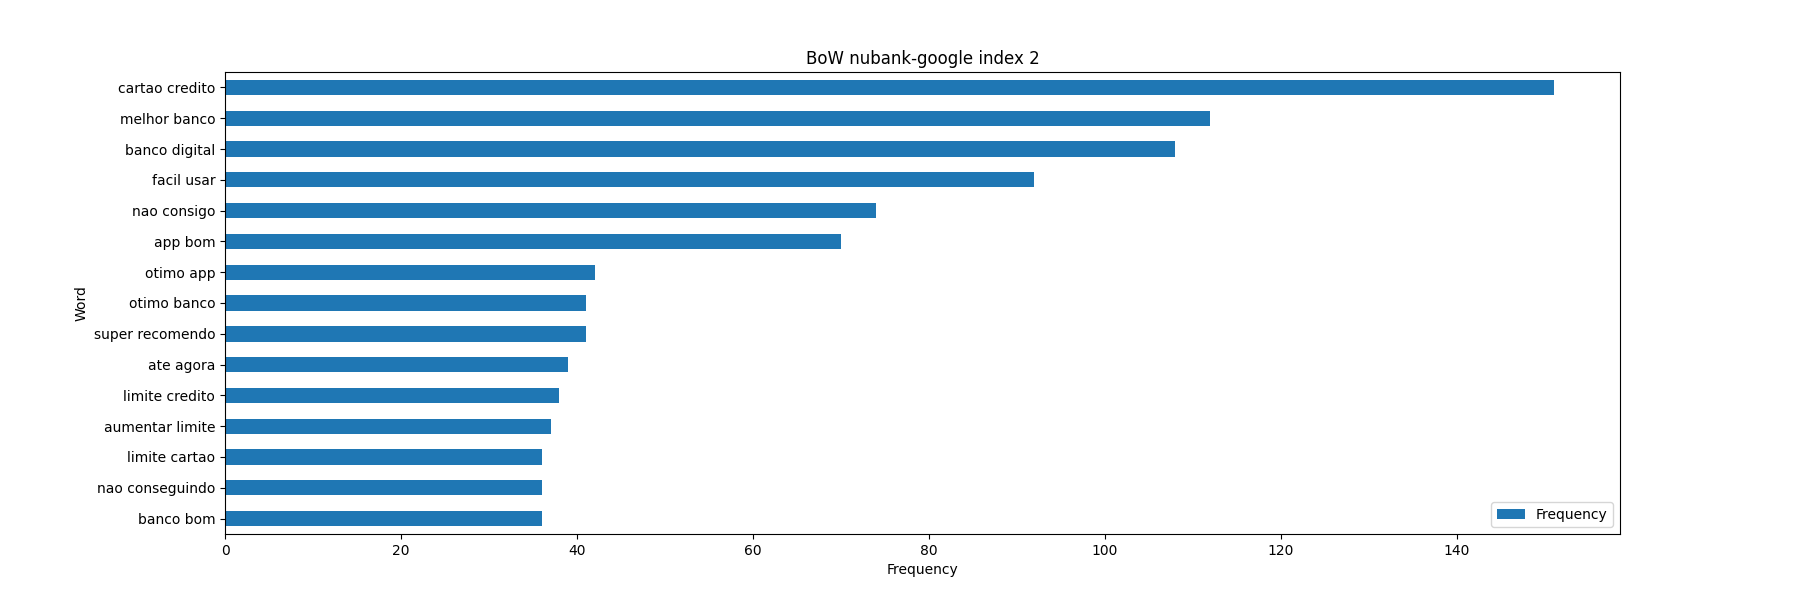 BoW nubank-google index 2
cartao credito
melhor banco
banco digital
facil usar
nao consigo
app bom
otimo app
otimo banco
super recomendo
ate agora
limite credito
aumentar limite
limite cartao
nao conseguindo
banco bom
Word
Frequency
0 20 40 60 80 100 120 140
Frequency